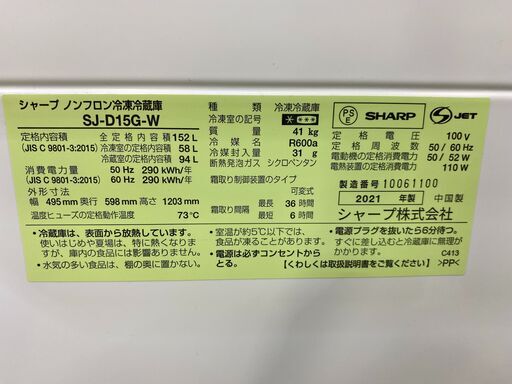 シャープ ノンフロン冷凍冷蔵庫
SJ-D15G-W
定格内容積 全定格内容積 152 L
(JIS C 9801-3:2015) 冷凍室の定格内容積 58 L
冷蔵室の定格内容積 94 L
消費電力量 50 Hz 290 kWh/年
(JIS C 9801-3:2015) 60 Hz 290 kWh/年
外形寸法
幅 495 mm 奥行 598 mm 高さ 1203 mm
温度ヒューズの定格動作温度 73℃
種類 冷凍冷蔵庫
冷凍室の記号
質量 41 kg
冷媒名 R600a
冷媒封入量 31 g
断熱発泡ガス シクロペンタン
霜取り制御装置のタイプ
可変式
霜取り間隔 最長 36 時間
最短 6 時間
PS
E
SHARP
JET
定格電圧 100 V
定格周波数 50 / 60 Hz
電動機の定格消費電力 50 / 52 W
電熱装置の定格消費電力 110 W
製造番号 10061100
2021 年製 中国製
シャープ株式会社
・冷蔵庫は、表面から放熱しています。
使いはじめや夏場は、特に熱く感じられま
すが、庫内の食品には影響ありません。
・水気の多い食品は、棚の奥に置かない。
・室温が約5℃以下では、
食品が凍ることがあります。
・電源は必ずコンセントから
とる。
・電源プラグを抜いたら6分待つ。
すぐに差し込むと冷蔵庫に無理が
かかります。
C413
【くわしくは取扱説明書をご覧ください】 >PP<